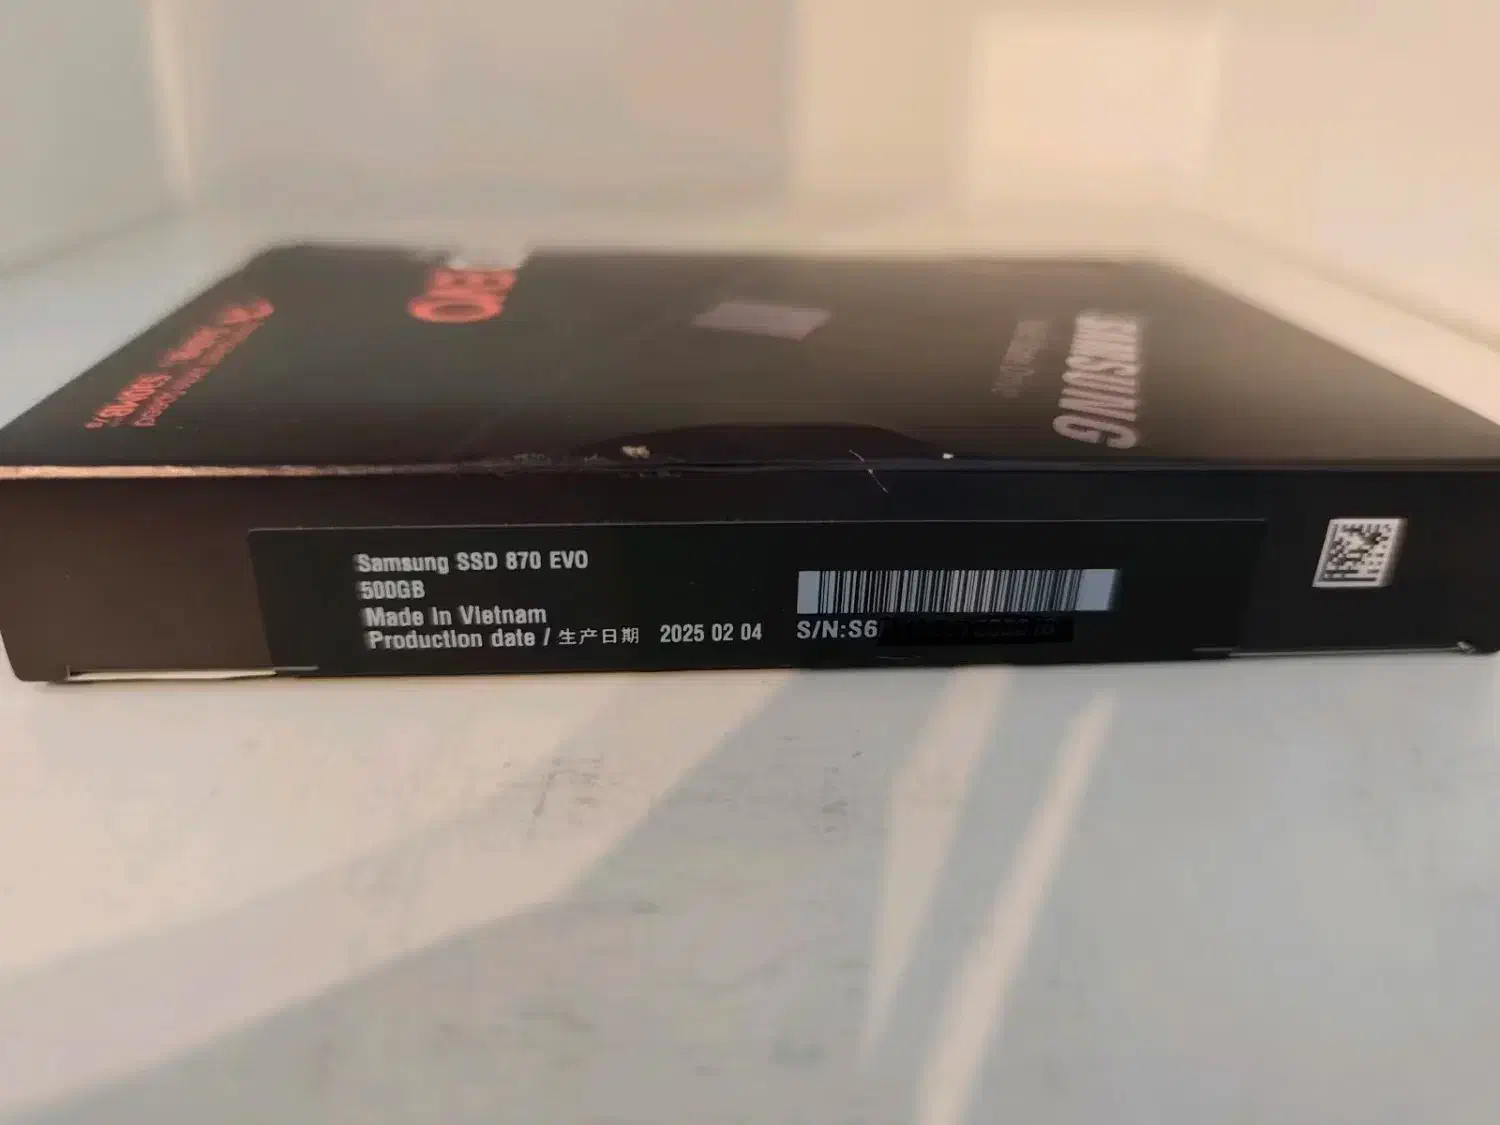 870
SAMSUNG
Samsung SSD 870 EVO
500GB
Made In Vietnam
Production date / 生产日期 2025 02 04
S/N:S6